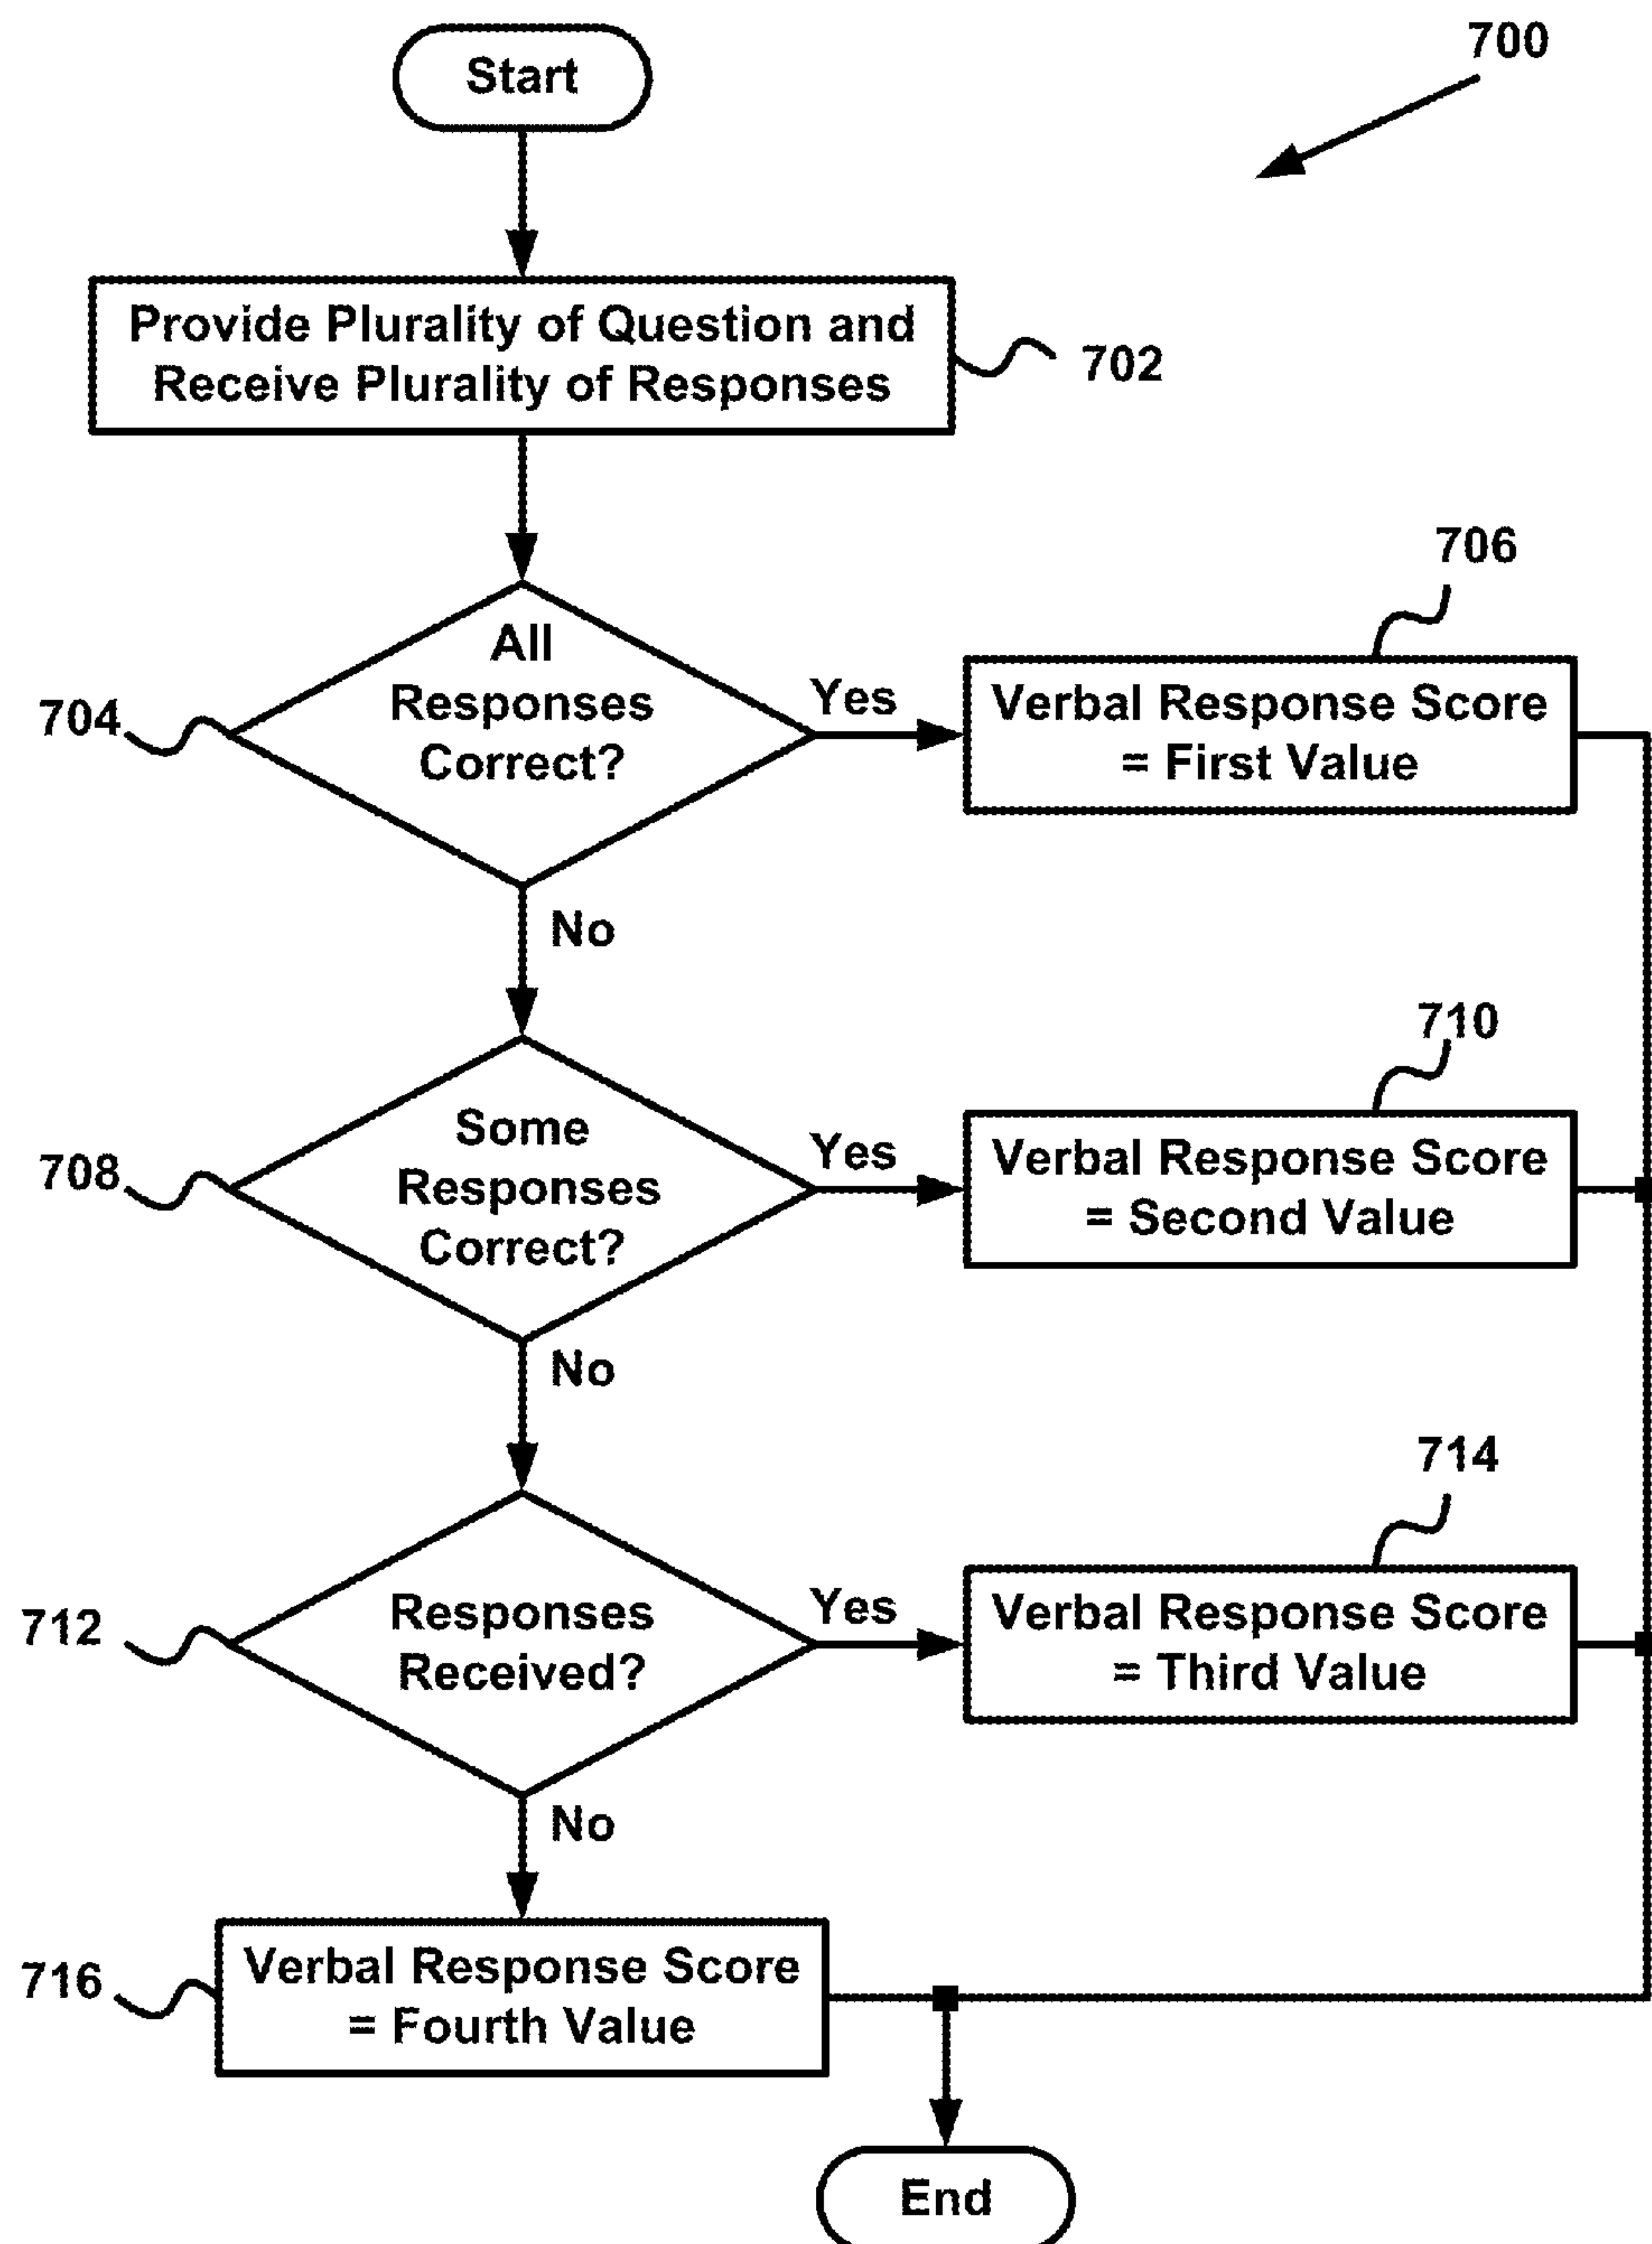 Start
700
Provide Plurality of Question and
Receive Plurality of Responses
702
All
Responses
Correct?
704
Yes
706
Verbal Response Score
= First Value
No
Some
Responses
Correct?
708
Yes
710
Verbal Response Score
= Second Value
No
Responses
Received?
712
Yes
714
Verbal Response Score
= Third Value
No
Verbal Response Score
= Fourth Value
716
End